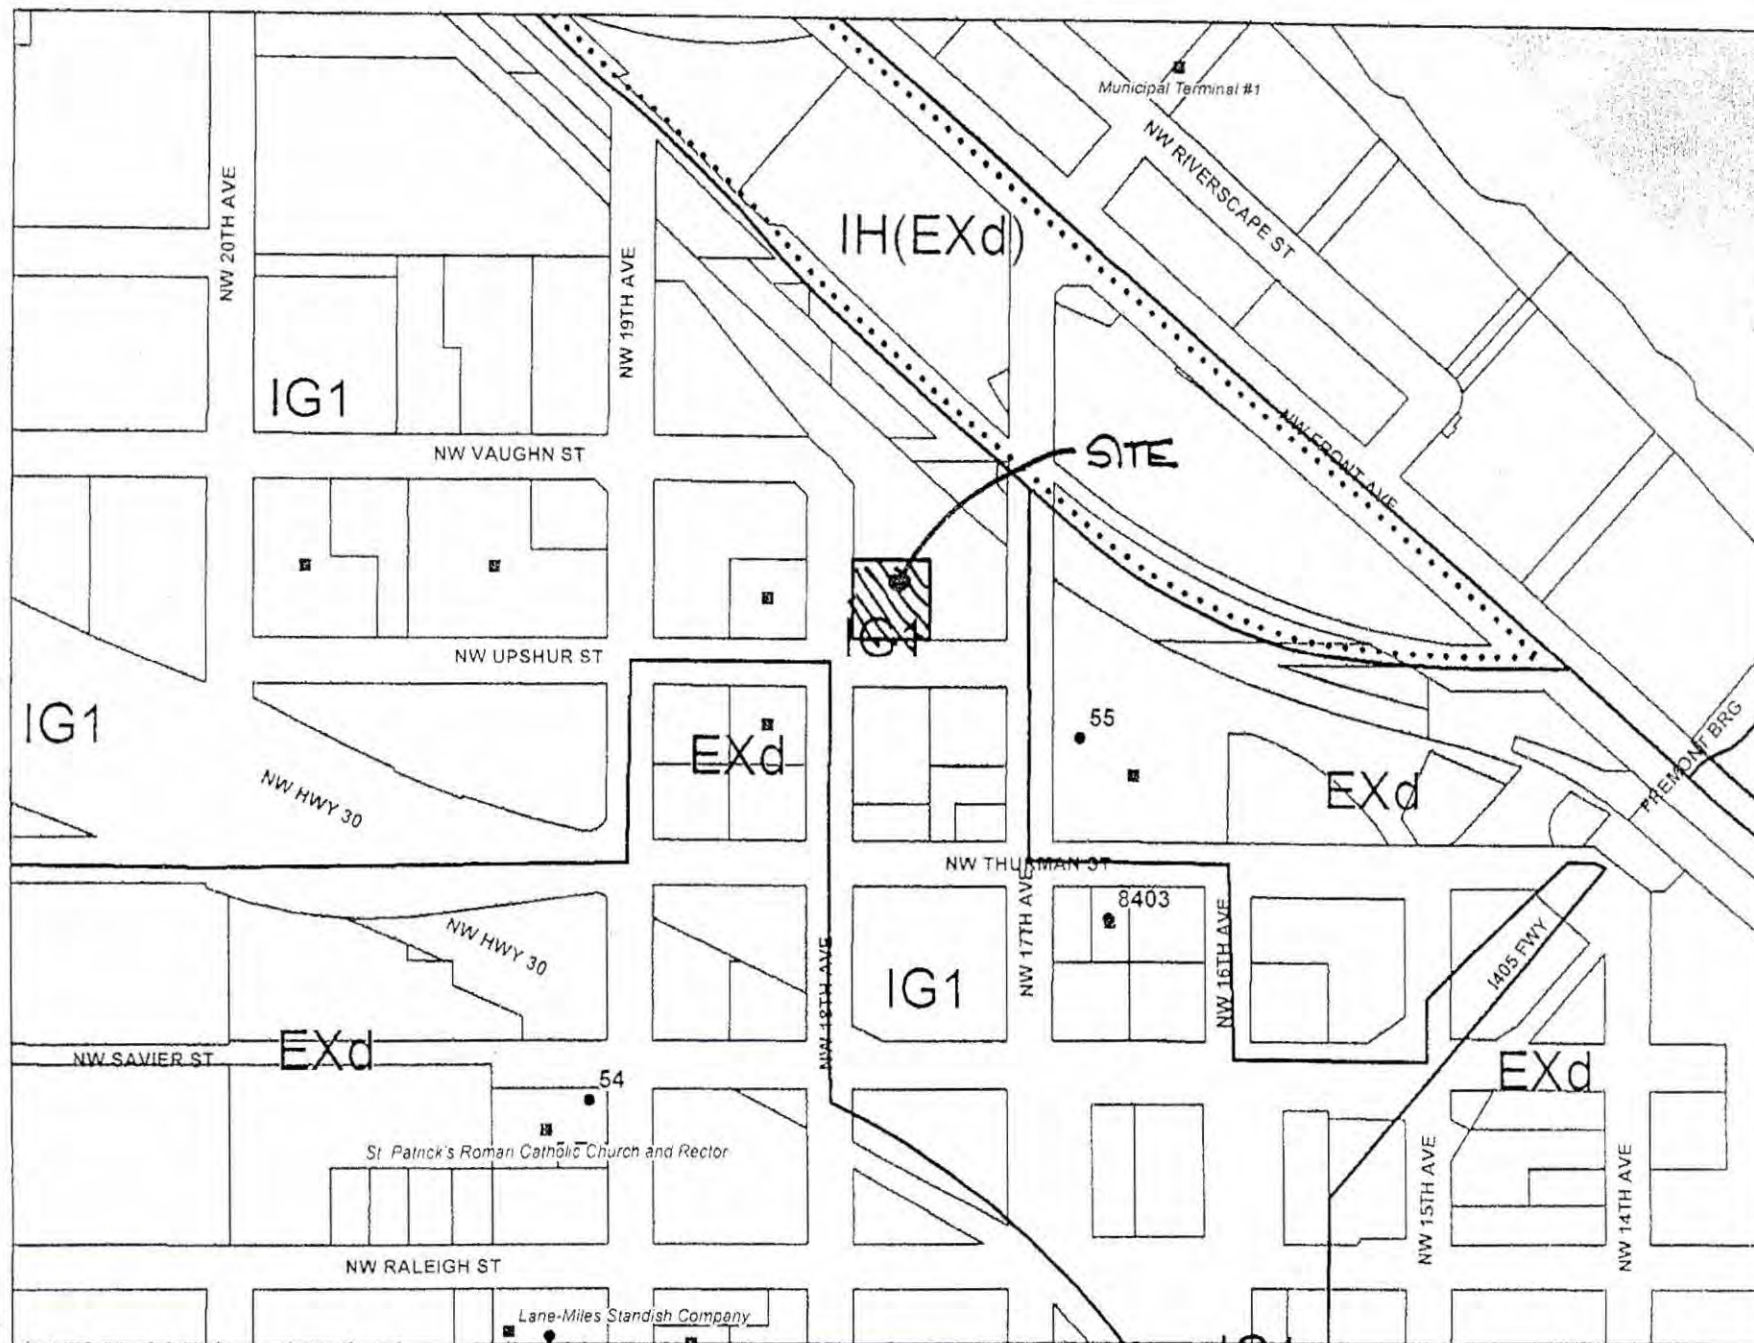 Municipal Terminal #1
NW RIVERSCAPE ST
NW 20TH AVE
IH(EXd)
NW 19TH AVE
IG1
NW FRONT AVE
NW VAUGHN ST
SITE
IG1
NW UPSHUR ST
IG1
55
EXd
EXd
FREMONT BRG
NW HWY 30
NW THURMAN ST
8403
NW HWY 30
NW 18TH AVE
NW 17TH AVE
NW 16TH AVE
I405 FWY
IG1
EXd
NW SAVIER ST
EXd
54
St. Patrick's Roman Catholic Church and Rector
NW 15TH AVE
NW 14TH AVE
NW RALEIGH ST
Lane-Miles Standish Company